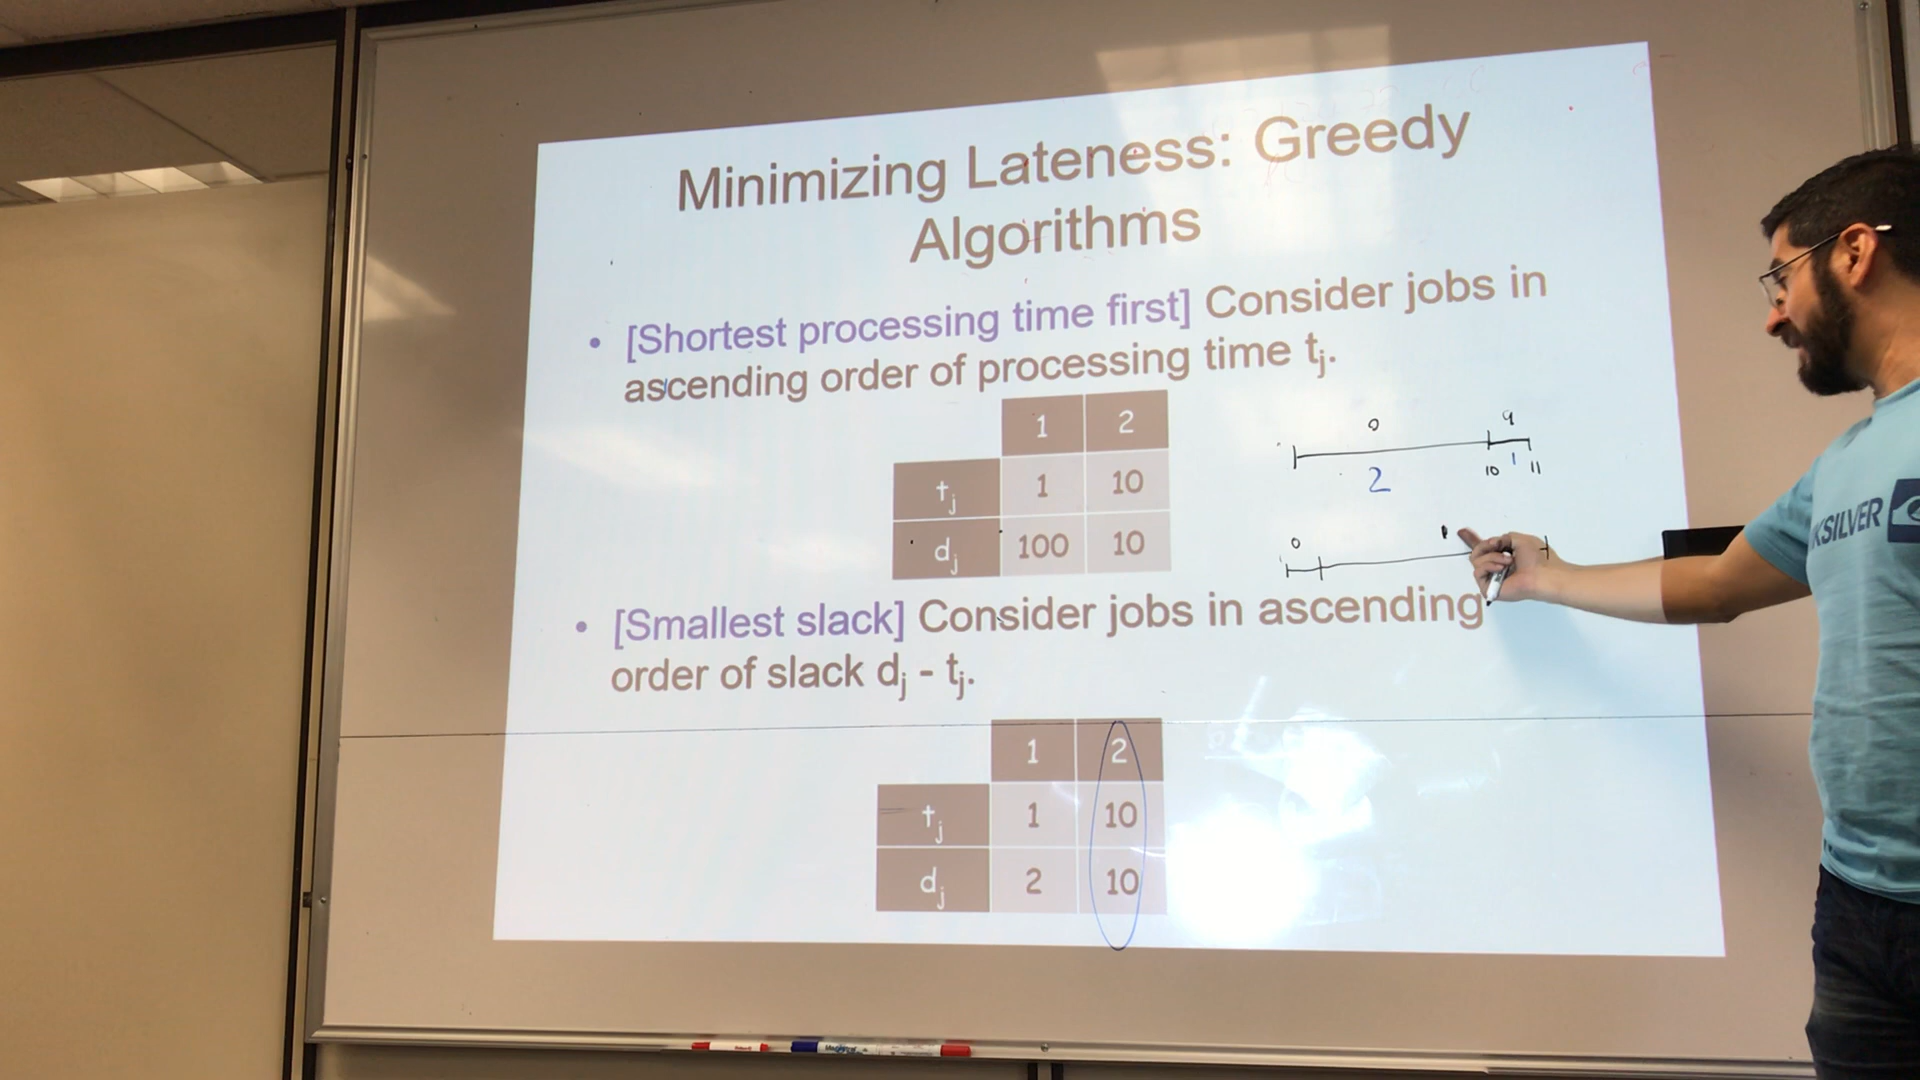 Minimizing Lateness: Greedy
Algorithms
• [Shortest processing time first] Consider jobs in
ascending order of processing time tj.
1 2
tj 1 10
dj 100 10
0 9
2 10 1 11
0
• [Smallest slack] Consider jobs in ascending
order of slack dj - tj.
1 2
tj 1 10
dj 2 10
KSILVER